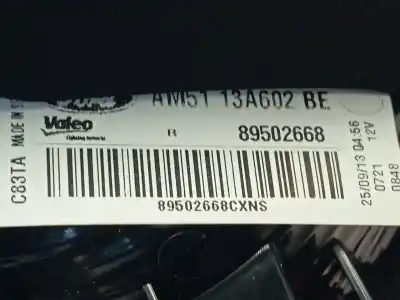 AM51 13A602 BE
Valeo
R
89502668
89502668CXNS
C83TA MADE IN
25/09/13 04:56
0721 12V
0848